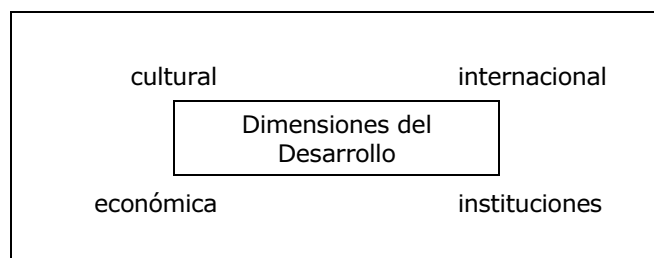 cultural internacional
Dimensiones del
Desarrollo
económica instituciones